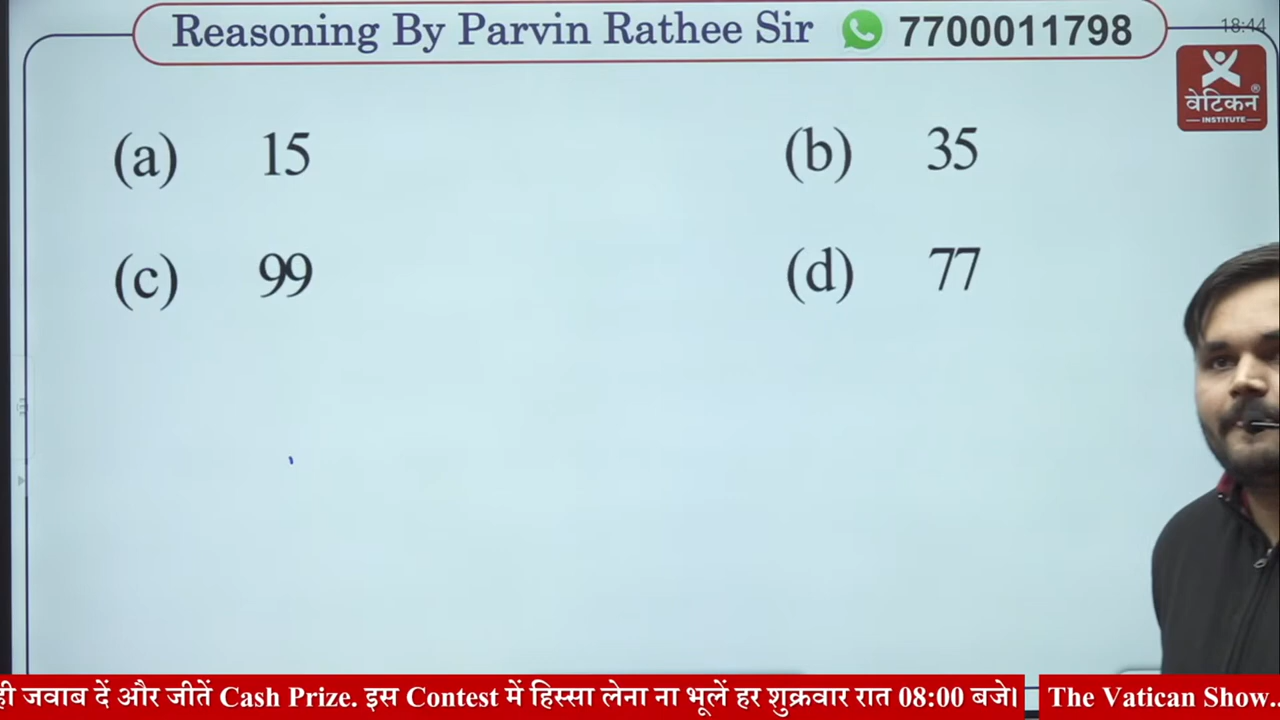 Reasoning By Parvin Rathee Sir 7700011798
18:44
वेटिकन ®
INSTITUTE
(a) 15 (b) 35
(c) 99 (d) 77
ही जवाब दें और जीतें Cash Prize. इस Contest में हिस्सा लेना ना भूलें हर शुक्रवार रात 08:00 बजे। The Vatican Show..